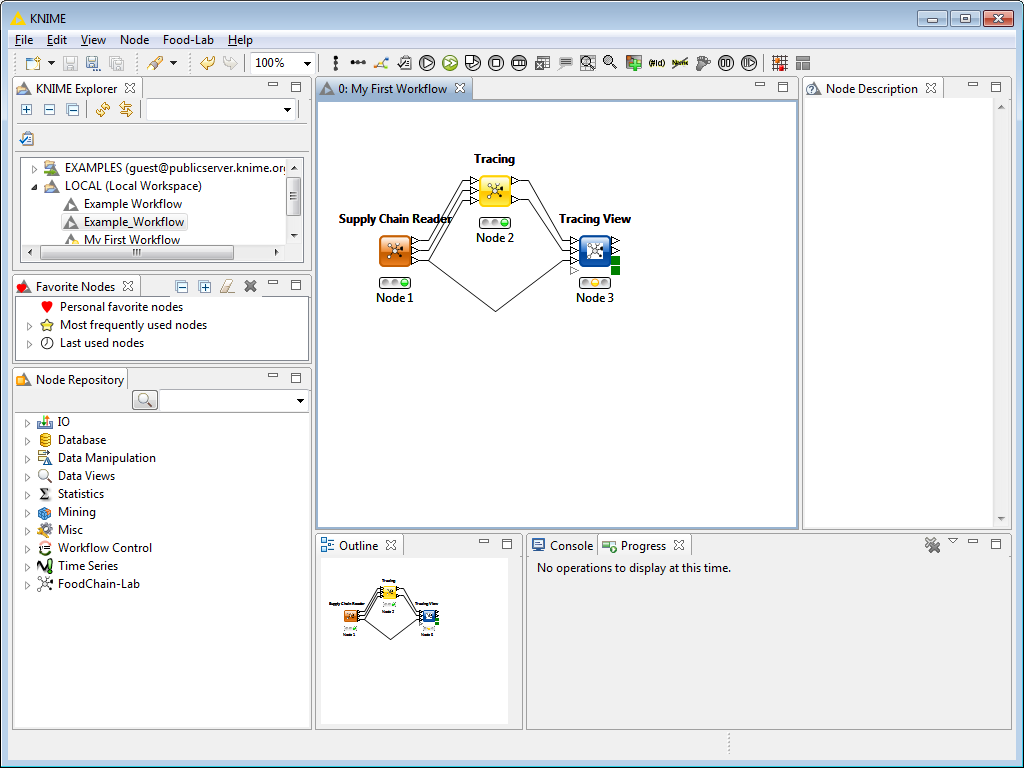 KNIME
File Edit View Node Food-Lab Help
100%
KNIME Explorer
EXAMPLES (guest@publicserver.knime.org
LOCAL (Local Workspace)
Example Workflow
Example_Workflow
My First Workflow
Favorite Nodes
Personal favorite nodes
Most frequently used nodes
Last used nodes
Node Repository
IO
Database
Data Manipulation
Data Views
Statistics
Mining
Misc
Workflow Control
Time Series
FoodChain-Lab
0: My First Workflow
Tracing
Node 2
Supply Chain Reader
Node 1
Tracing View
Node 3
Node Description
Outline
Tracing
Node 2
Supply Chain Reader
Node 1
Tracing View
Node 3
Console
Progress
No operations to display at this time.